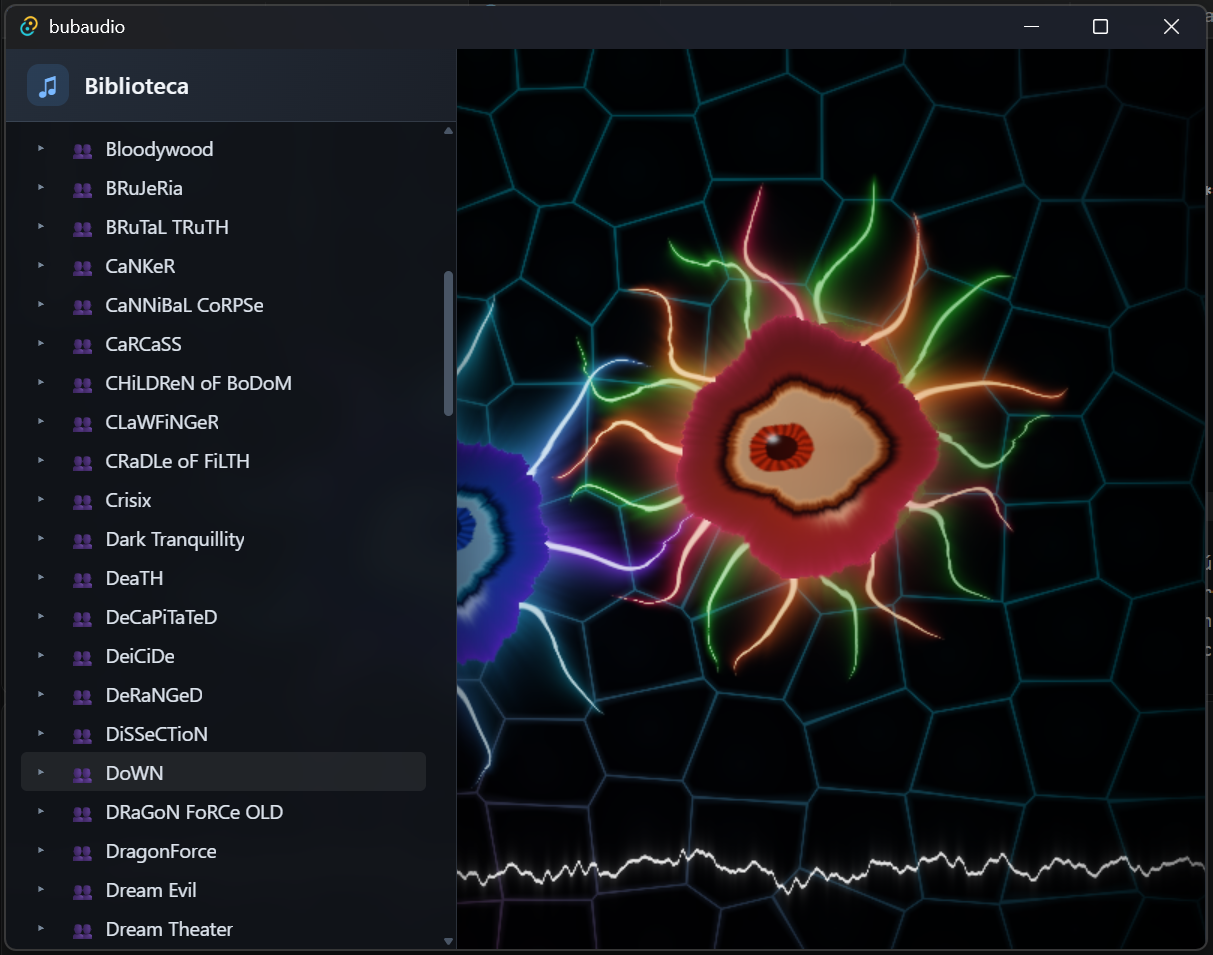 bubaudio
Biblioteca
Bloodywood
BRuJeRia
BRuTaL TRuTH
CaNKeR
CaNNiBaL CoRPSe
CaRCaSS
CHiLDReN oF BoDoM
CLaWFiNGeR
CRaDLe oF FiLTH
Crisix
Dark Tranquillity
DeaTH
DeCaPiTaTeD
DeiCiDe
DeRaNGeD
DiSSeCTioN
DoWN
DRaGoN FoRCe OLD
DragonForce
Dream Evil
Dream Theater